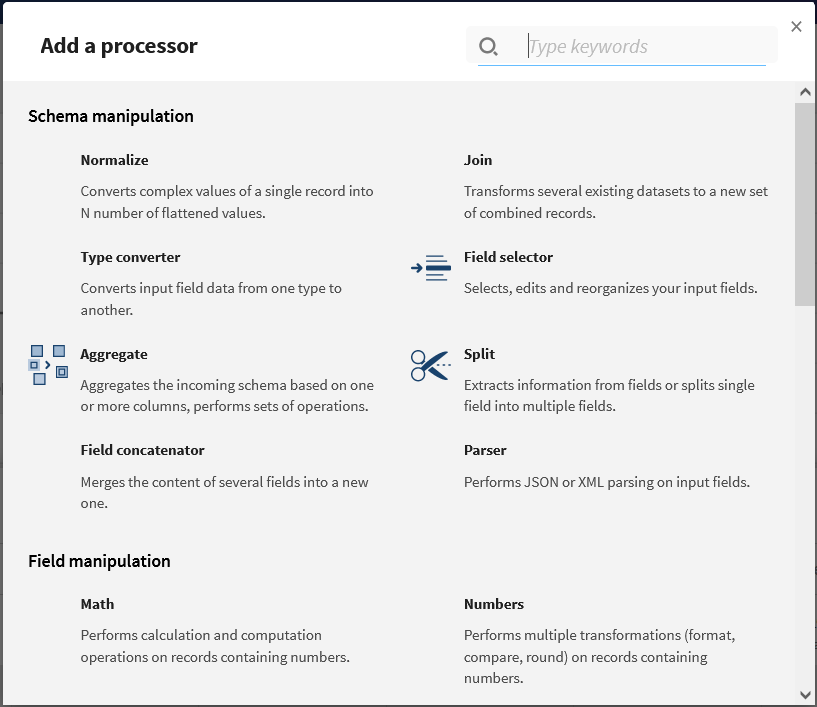 Add a processor
Type keywords
Schema manipulation
Normalize
Converts complex values of a single record into
N number of flattened values.
Join
Transforms several existing datasets to a new set
of combined records.
Type converter
Converts input field data from one type to
another.
Field selector
Selects, edits and reorganizes your input fields.
Aggregate
Aggregates the incoming schema based on one
or more columns, performs sets of operations.
Split
Extracts information from fields or splits single
field into multiple fields.
Field concatenator
Merges the content of several fields into a new
one.
Parser
Performs JSON or XML parsing on input fields.
Field manipulation
Math
Performs calculation and computation
operations on records containing numbers.
Numbers
Performs multiple transformations (format,
compare, round) on records containing
numbers.